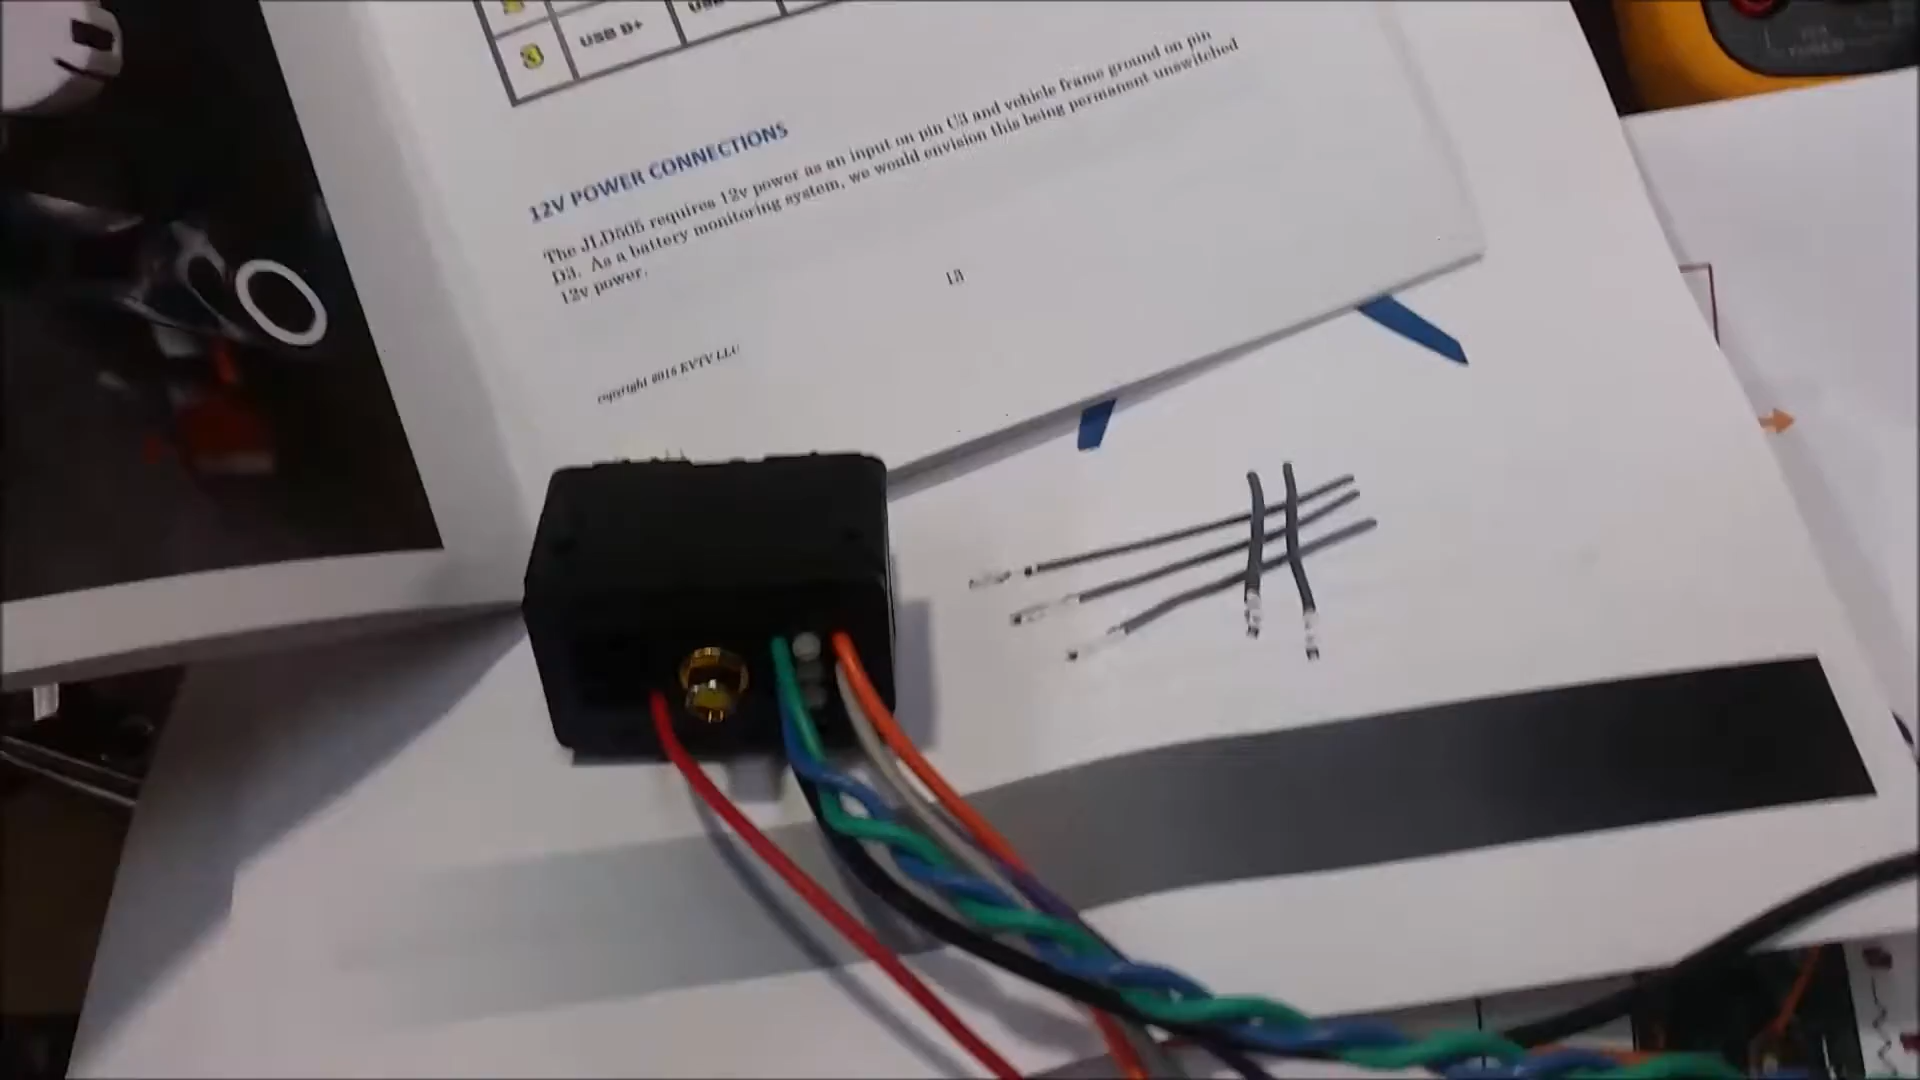 3 USB D+
12V POWER CONNECTIONS
The JLD505 requires 12v power as an input on pin U3 and vehicle frame ground on pin
D3. As a battery monitoring system, we would envision this being permanent unswitched
12v power.
13
copyright 2016 EVTV LLC